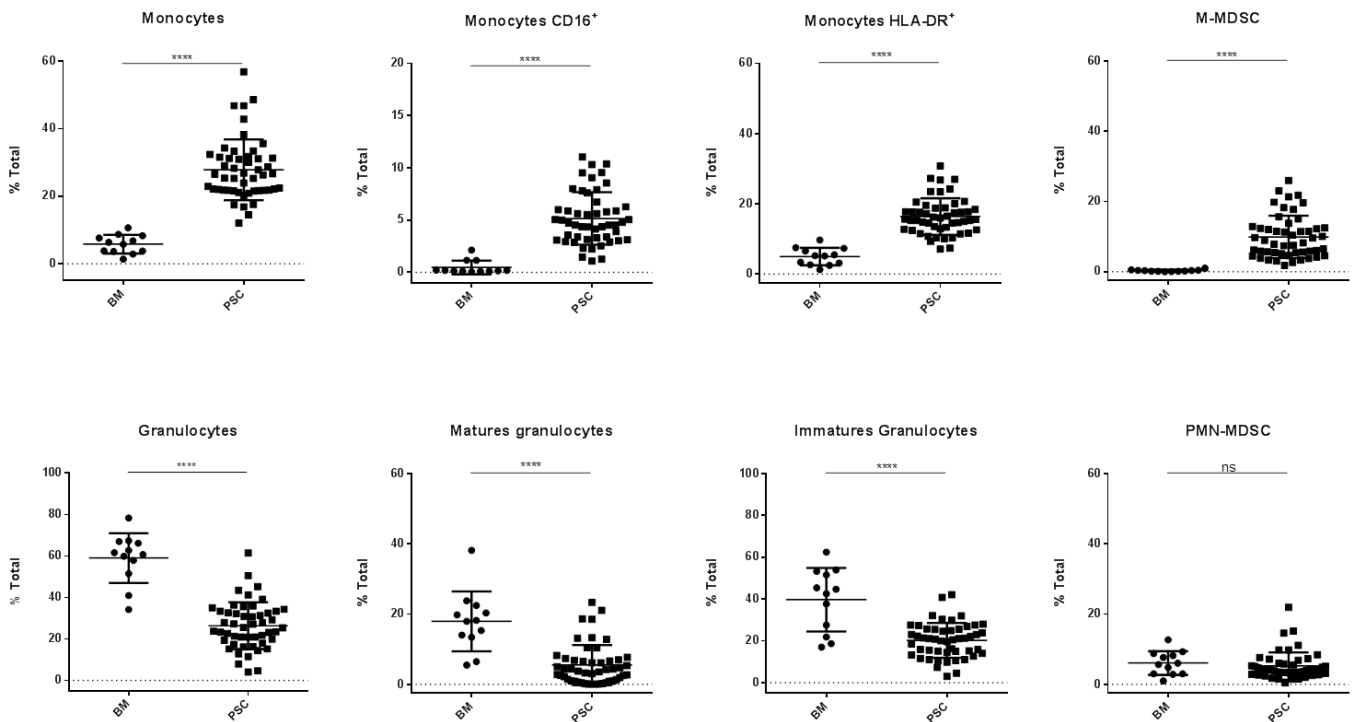 Monocytes
Monocytes CD16+
Monocytes HLA-DR+
M-MDSC
% Total
60
40
20
0
****
BM
PSC
% Total
20
15
10
5
0
****
BM
PSC
% Total
60
40
20
0
****
BM
PSC
% Total
60
40
20
0
****
BM
PSC
Granulocytes
Matures granulocytes
Immatures Granulocytes
PMN-MDSC
% Total
100
80
60
40
20
0
****
BM
PSC
% Total
60
40
20
0
****
BM
PSC
% Total
100
80
60
40
20
0
****
BM
PSC
% Total
60
40
20
0
ns
BM
PSC